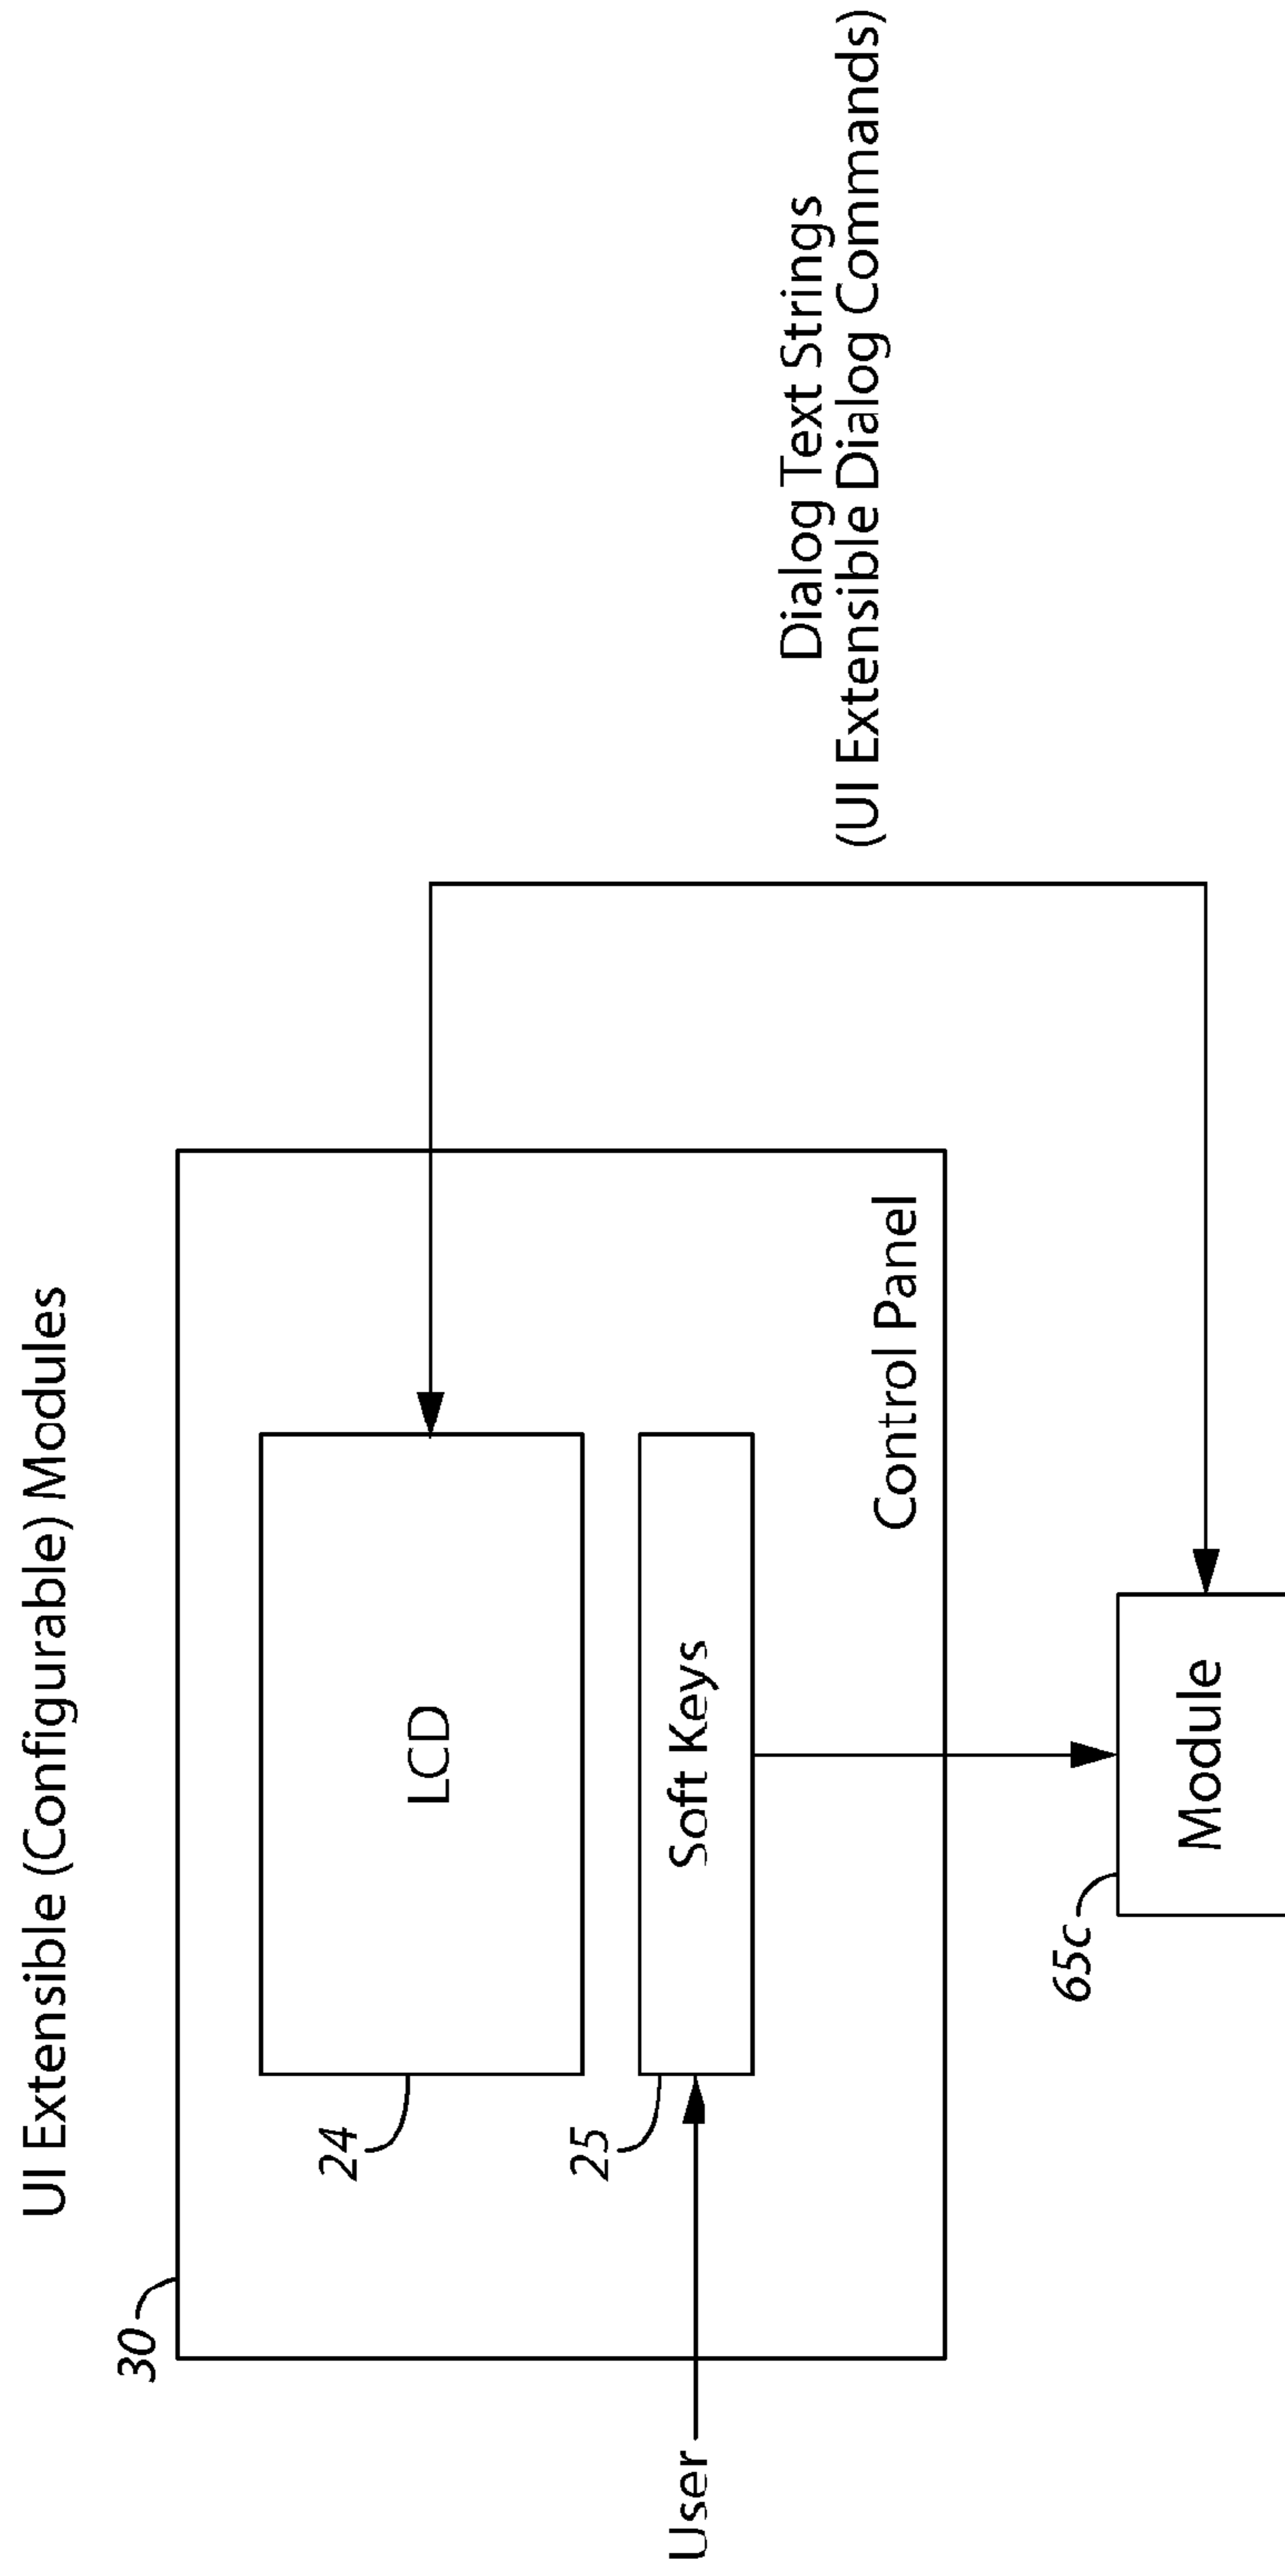 UI Extensible (Configurable) Modules
30
24
LCD
25
Soft Keys
User
Control Panel
Dialog Text Strings
(UI Extensible Dialog Commands)
65c
Module